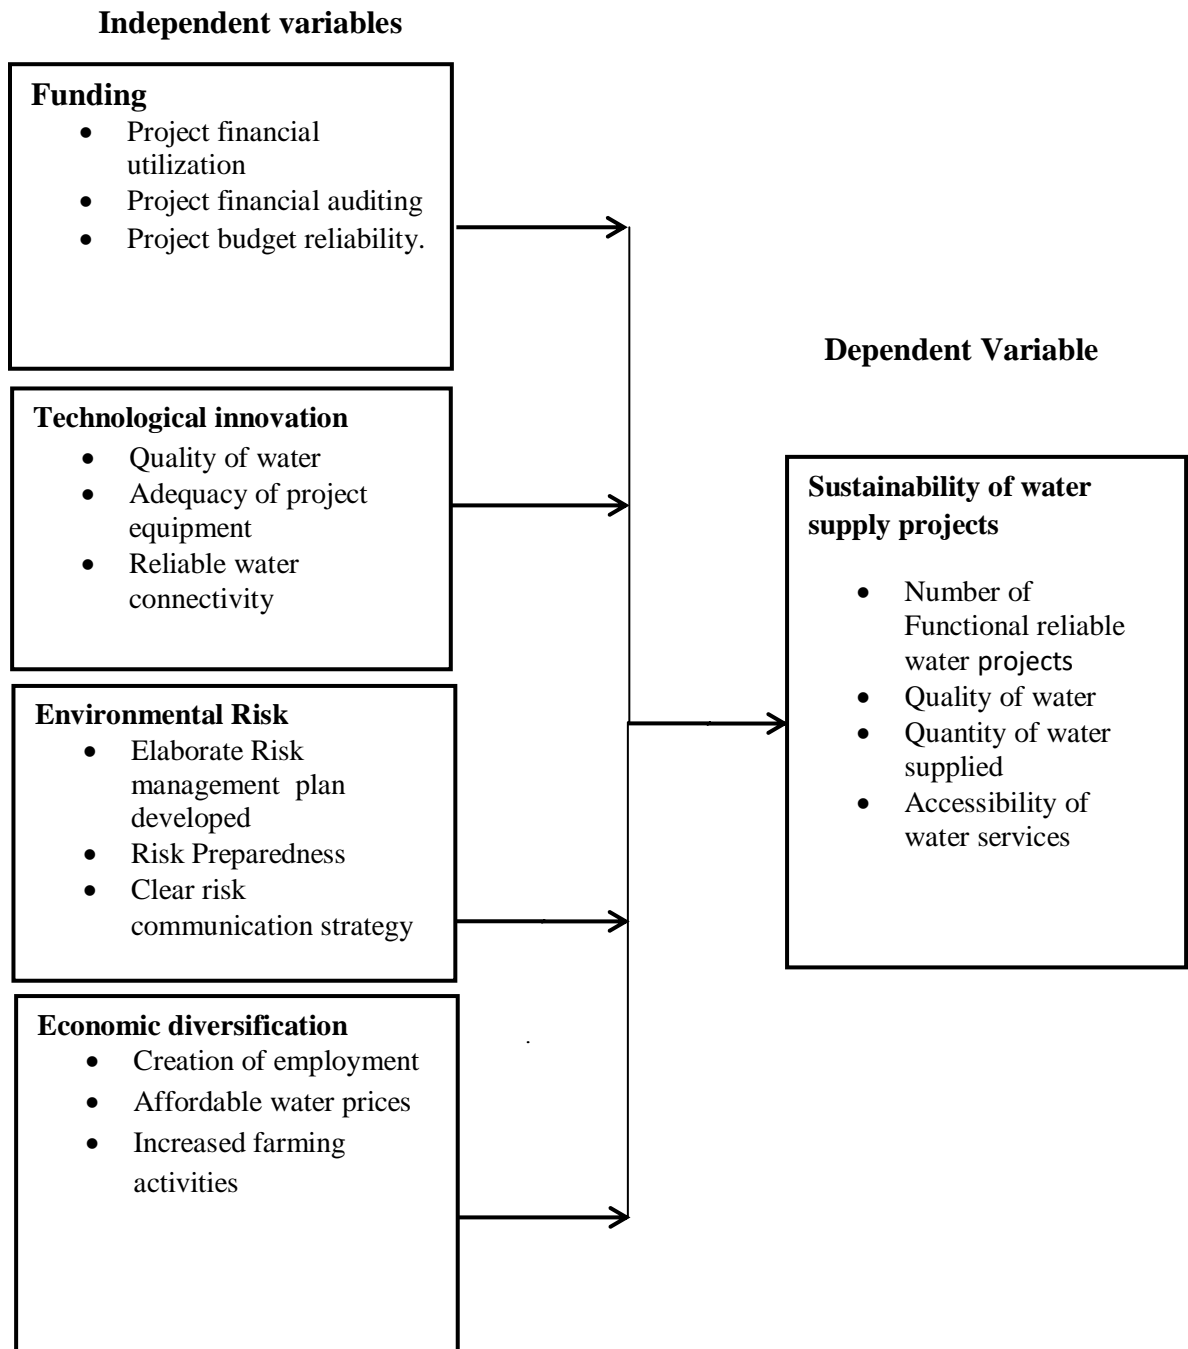 Independent variables
Funding
• Project financial
utilization
• Project financial auditing
• Project budget reliability.
Technological innovation
• Quality of water
• Adequacy of project
equipment
• Reliable water
connectivity
Environmental Risk
• Elaborate Risk
management plan
developed
• Risk Preparedness
• Clear risk
communication strategy
Economic diversification
• Creation of employment
• Affordable water prices
• Increased farming
activities
Dependent Variable
Sustainability of water
supply projects
• Number of
Functional reliable
water projects
• Quality of water
• Quantity of water
supplied
• Accessibility of
water services